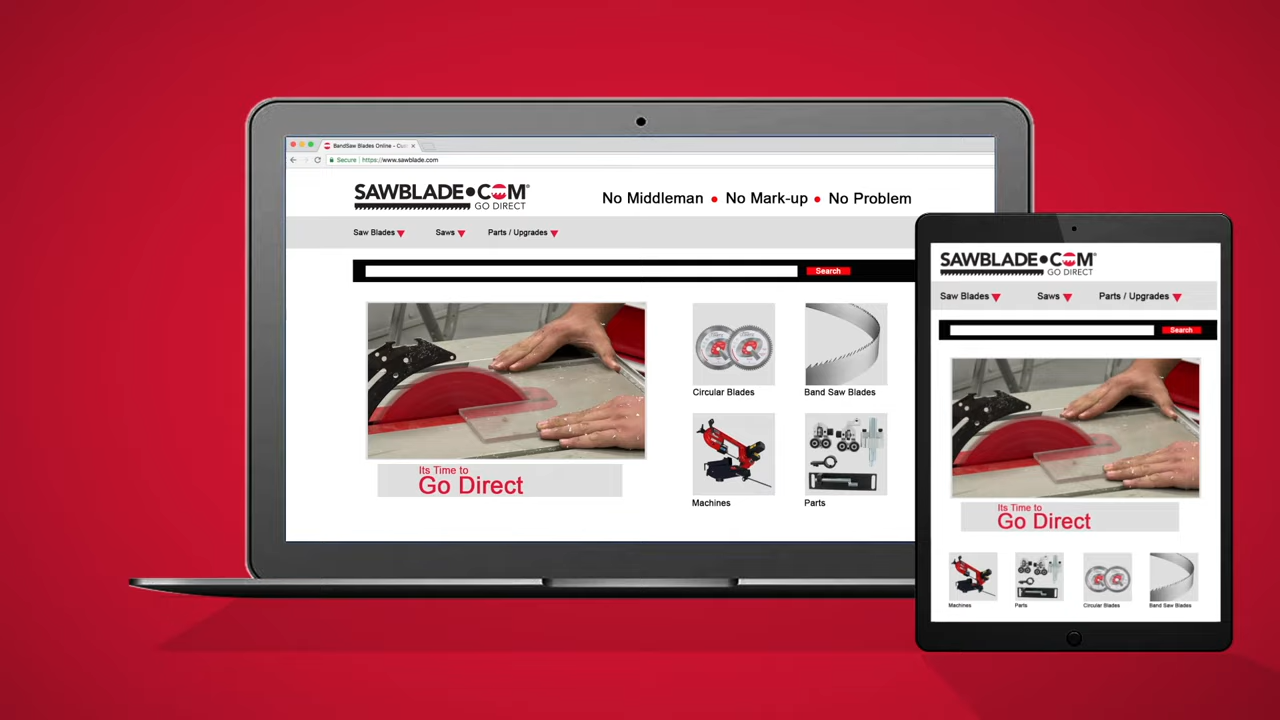 BandSaw Blades Online - Cus
Secure https://www.sawblade.com
SAWBLADE.COM®
GO DIRECT
No Middleman • No Mark-up • No Problem
Saw Blades Saws Parts / Upgrades
Search
Its Time to
Go Direct
Circular Blades Band Saw Blades
Machines Parts
SAWBLADE.COM®
GO DIRECT
Saw Blades Saws Parts / Upgrades
Search
Its Time to
Go Direct
Machines Parts Circular Blades Band Saw Blades